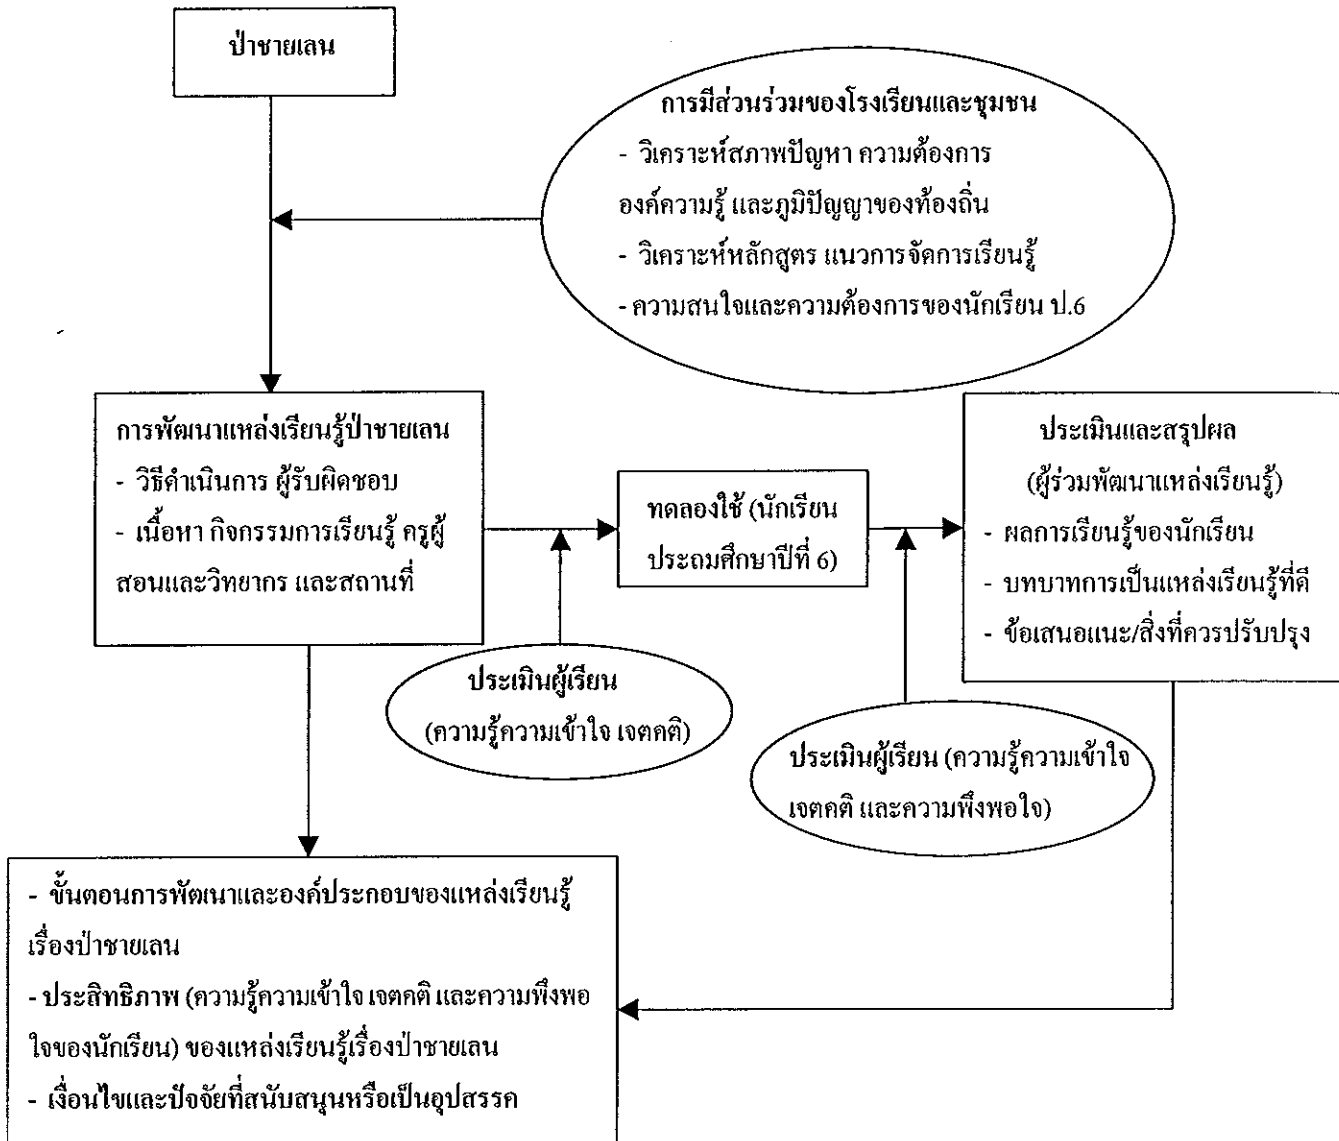 ป่าชายเลน
การมีส่วนร่วมของโรงเรียนและชุมชน
- วิเคราะห์สภาพปัญหา ความต้องการ
องค์ความรู้ และภูมิปัญญาของท้องถิ่น
- วิเคราะห์หลักสูตร แนวการจัดการเรียนรู้
- ความสนใจและความต้องการของนักเรียน ป.6
การพัฒนาแหล่งเรียนรู้ป่าชายเลน
- วิธีดำเนินการ ผู้รับผิดชอบ
- เนื้อหา กิจกรรมการเรียนรู้ ครูผู้
สอนและวิทยากร และสถานที่
ทดลองใช้ (นักเรียน
ประถมศึกษาปีที่ 6)
ประเมินและสรุปผล
(ผู้ร่วมพัฒนาแหล่งเรียนรู้)
- ผลการเรียนรู้ของนักเรียน
- บทบาทการเป็นแหล่งเรียนรู้ที่ดี
- ข้อเสนอแนะ/สิ่งที่ควรปรับปรุง
ประเมินผู้เรียน
(ความรู้ความเข้าใจ เจตคติ)
ประเมินผู้เรียน (ความรู้ความเข้าใจ
เจตคติ และความพึงพอใจ)
- ขั้นตอนการพัฒนาและองค์ประกอบของแหล่งเรียนรู้
เรื่องป่าชายเลน
- ประสิทธิภาพ (ความรู้ความเข้าใจ เจตคติ และความพึงพอ
ใจของนักเรียน) ของแหล่งเรียนรู้เรื่องป่าชายเลน
- เงื่อนไขและปัจจัยที่สนับสนุนหรือเป็นอุปสรรค